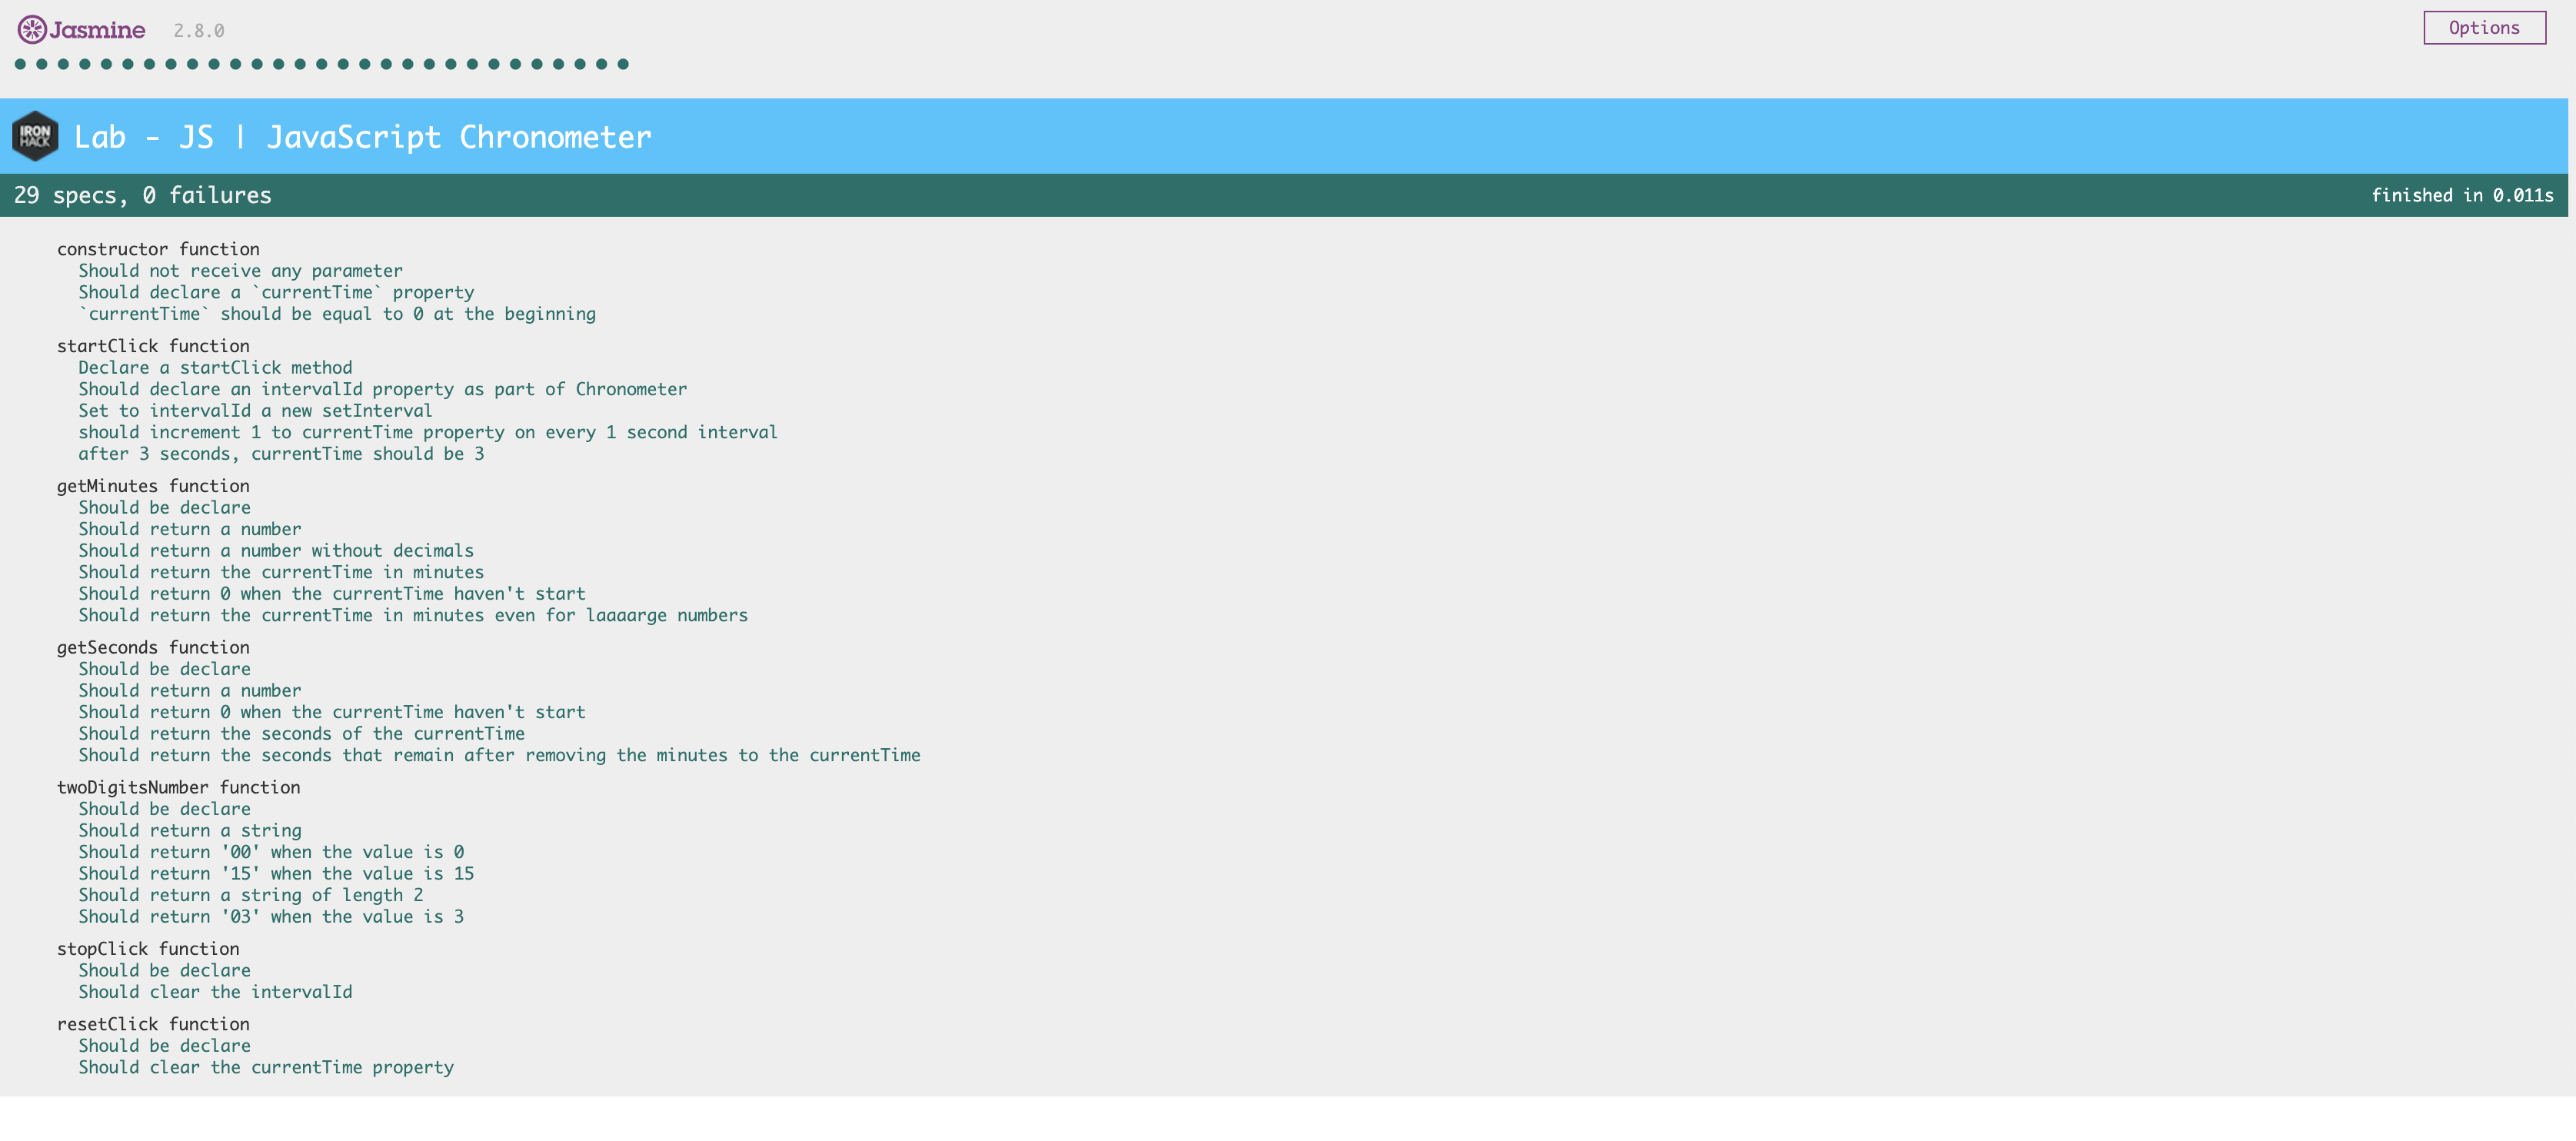 Jasmine 2.8.0 Options
IRON
HACK
Lab - JS | JavaScript Chronometer
29 specs, 0 failures finished in 0.011s
constructor function
Should not receive any parameter
Should declare a `currentTime` property
`currentTime` should be equal to 0 at the beginning
startClick function
Declare a startClick method
Should declare an intervalId property as part of Chronometer
Set to intervalId a new setInterval
should increment 1 to currentTime property on every 1 second interval
after 3 seconds, currentTime should be 3
getMinutes function
Should be declare
Should return a number
Should return a number without decimals
Should return the currentTime in minutes
Should return 0 when the currentTime haven't start
Should return the currentTime in minutes even for laaaarge numbers
getSeconds function
Should be declare
Should return a number
Should return 0 when the currentTime haven't start
Should return the seconds of the currentTime
Should return the seconds that remain after removing the minutes to the currentTime
twoDigitsNumber function
Should be declare
Should return a string
Should return '00' when the value is 0
Should return '15' when the value is 15
Should return a string of length 2
Should return '03' when the value is 3
stopClick function
Should be declare
Should clear the intervalId
resetClick function
Should be declare
Should clear the currentTime property